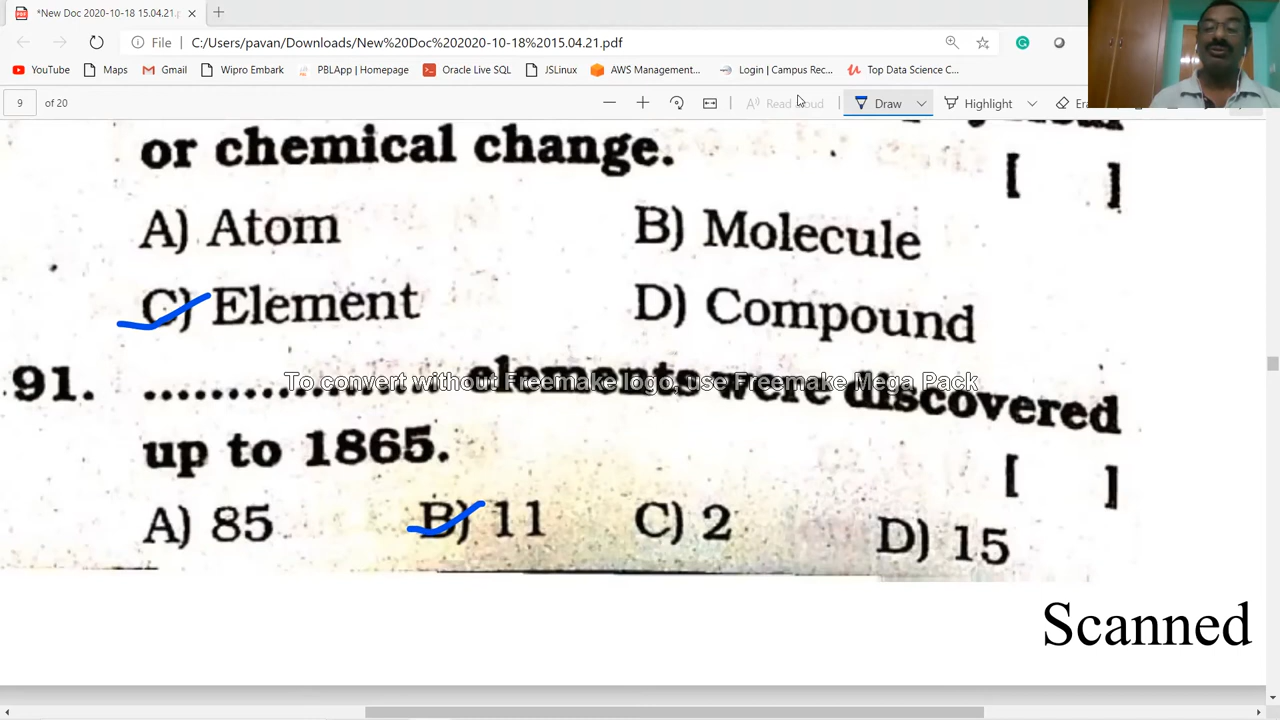 *New Doc 2020-10-18 15.04.21.p
File C:/Users/pavan/Downloads/New%20Doc%202020-10-18%2015.04.21.pdf
YouTube Maps Gmail Wipro Embark PBLApp | Homepage Oracle Live SQL JSLinux AWS Management... Login | Campus Rec... Top Data Science C...
9 of 20 Read aloud Draw Highlight Era
or chemical change. [ ]
A) Atom B) Molecule
C) Element D) Compound
91. .................. elements were discovered
To convert without Freemake logo, use Freemake Mega Pack
up to 1865. [ ]
A) 85 B) 11 C) 2 D) 15
Scanned